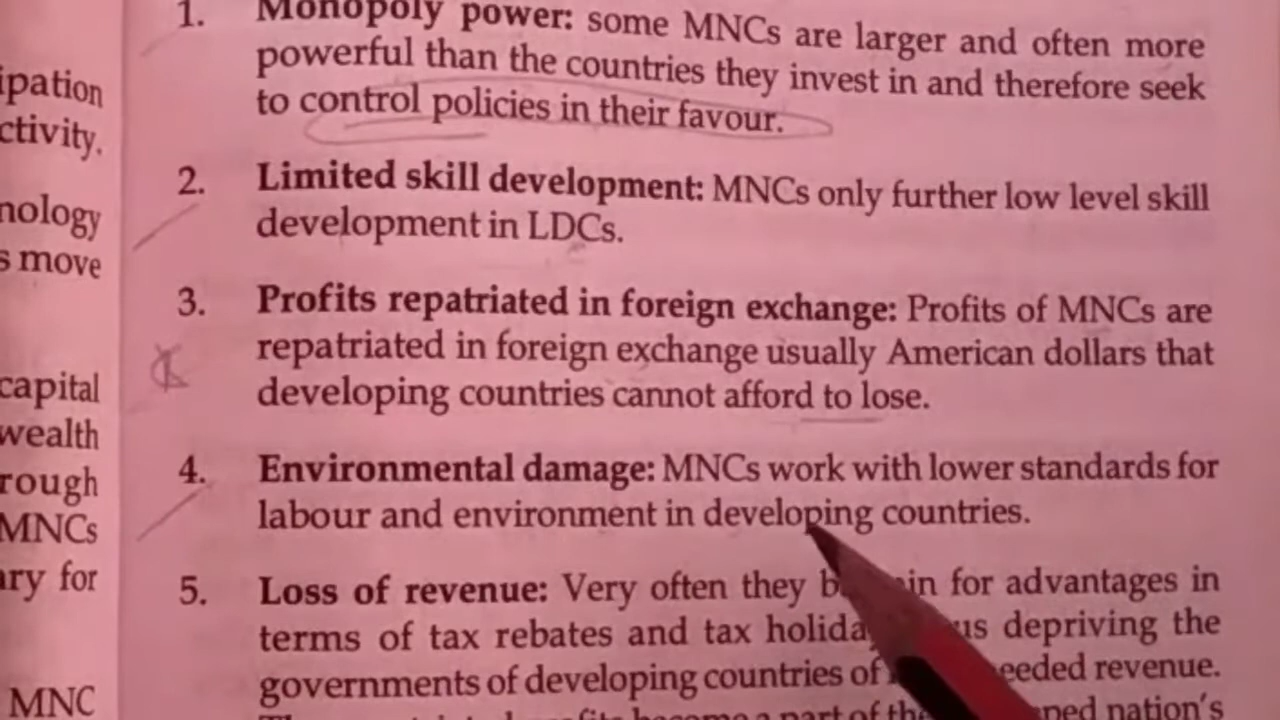 ipation
ctivity.
nology
s move
capital
wealth
rough
MNCs
ary for
MNC
1. Monopoly power: some MNCs are larger and often more
powerful than the countries they invest in and therefore seek
to control policies in their favour.
2. Limited skill development: MNCs only further low level skill
development in LDCs.
3. Profits repatriated in foreign exchange: Profits of MNCs are
repatriated in foreign exchange usually American dollars that
developing countries cannot afford to lose.
4. Environmental damage: MNCs work with lower standards for
labour and environment in developing countries.
5. Loss of revenue: Very often they for advantages in
terms of tax rebates and tax depriving the
governments of developing countries of revenue.
become a part of nation's